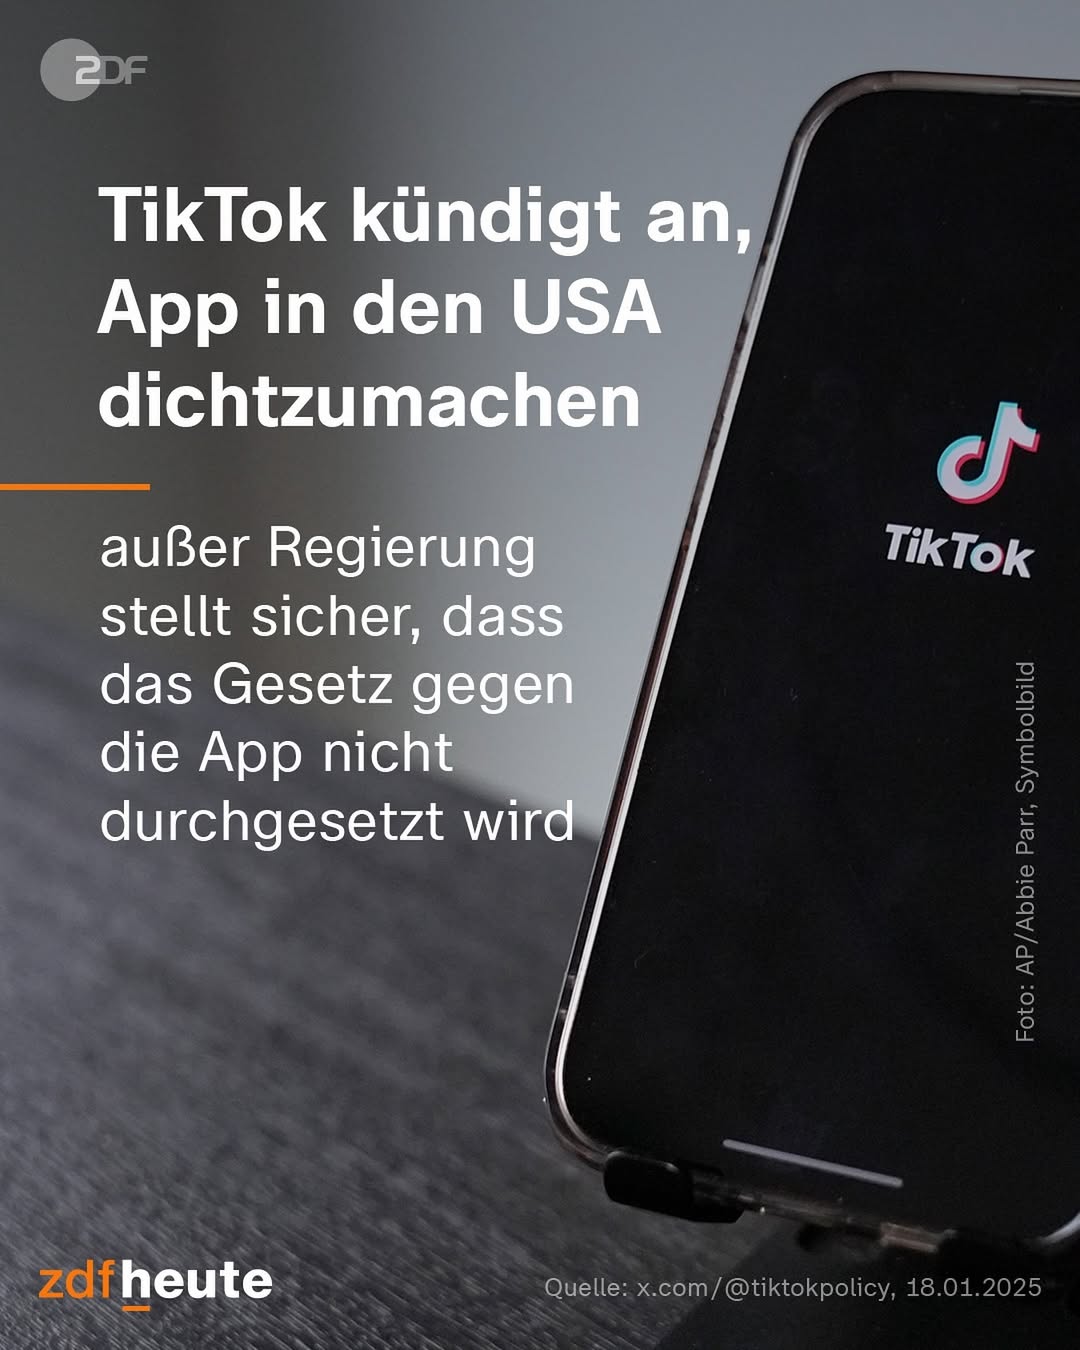 ZDF
TikTok kündigt an,
App in den USA
dichtzumachen
außer Regierung
stellt sicher, dass
das Gesetz gegen
die App nicht
durchgesetzt wird
TikTok
Foto: AP/Abbie Parr, Symbolbild
zdfheute
Quelle: x.com/@tiktokpolicy, 18.01.2025